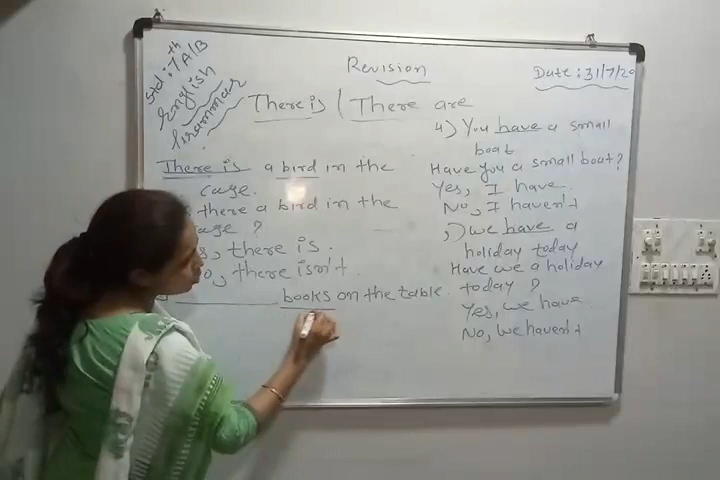 Std : 7th A/B
English
Grammar
Revision
Date : 31/7/20
There is / There are
There is a bird in the
cage.
there a bird in the
?
there is.
there isn't.
books on the table.
4) You have a small
boat
Have you a small boat?
Yes, I have.
No, I haven't
) we have a
holiday today
Have we a holiday
today ?
Yes, we have
No, we haven't